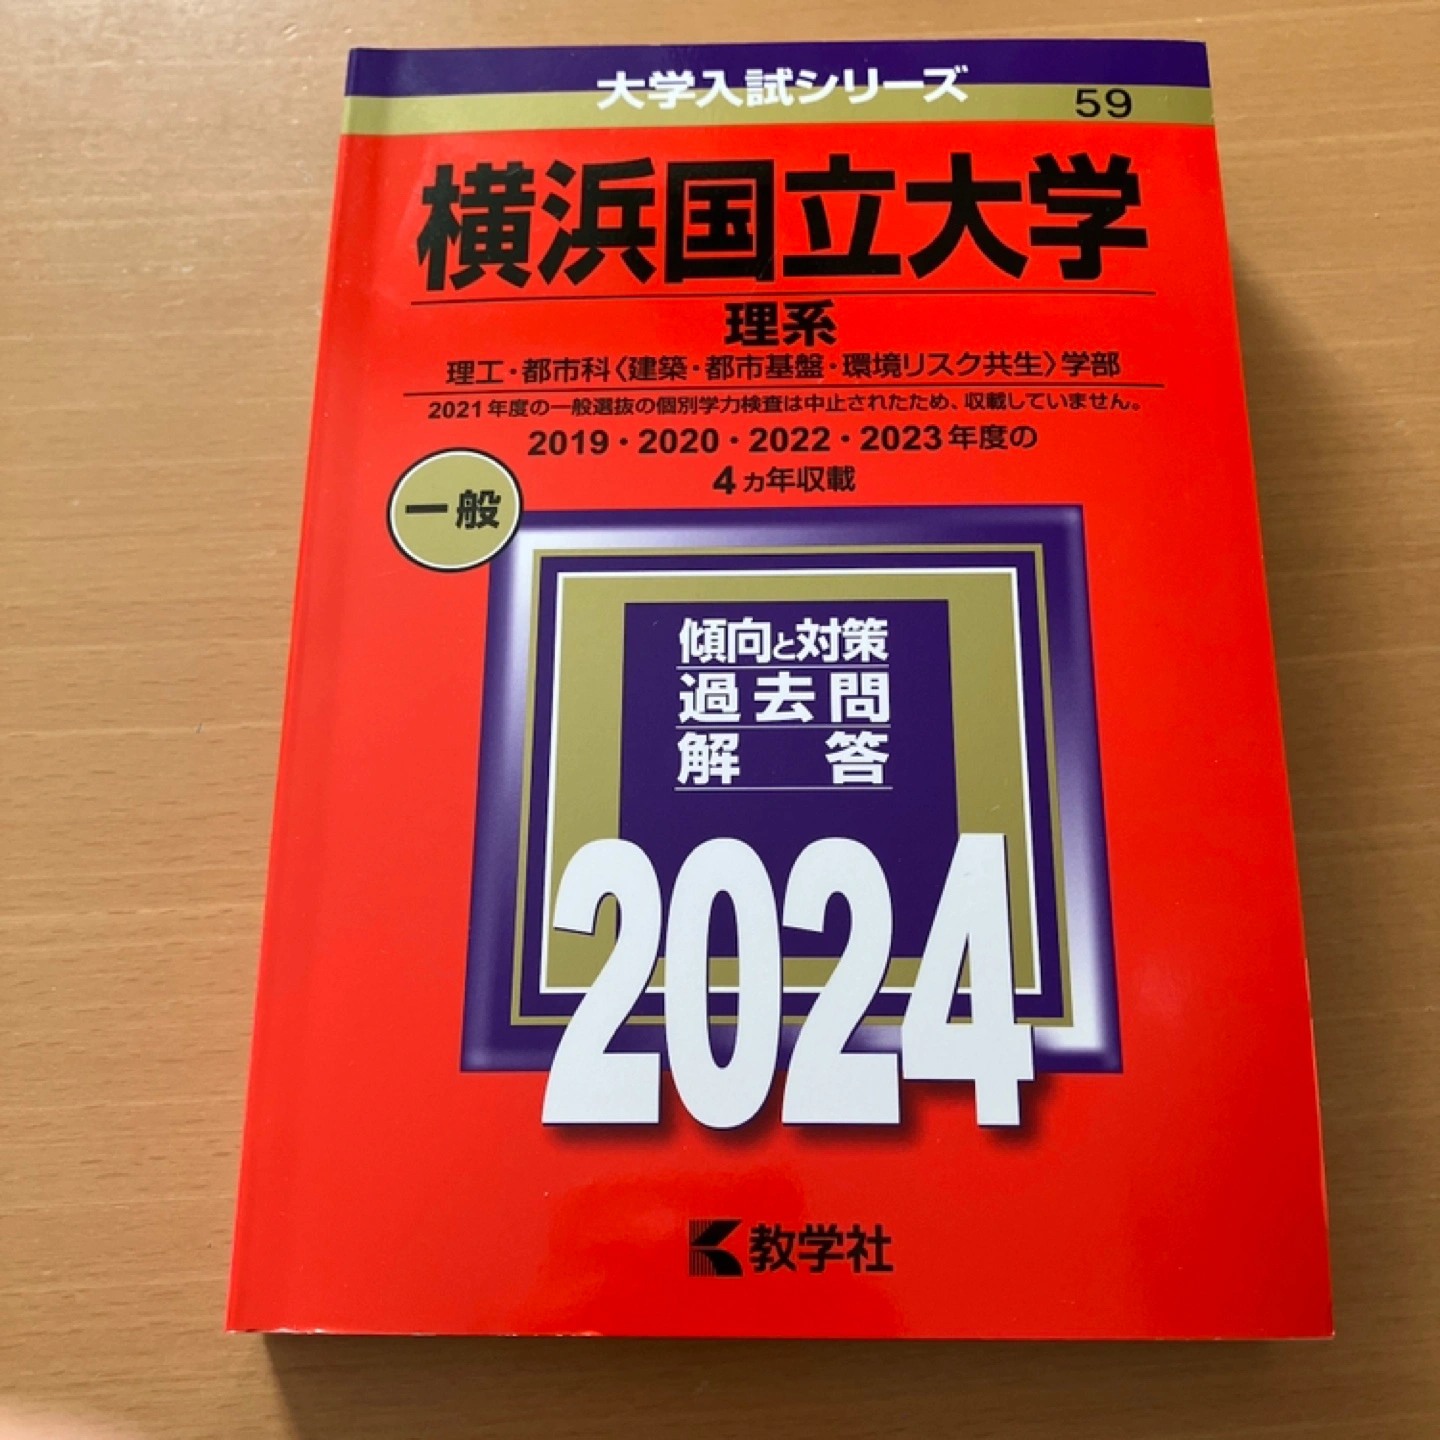 大学入試シリーズ
59
横浜国立大学
理系
理工・都市科〈建築・都市基盤・環境リスク共生〉学部
2021年度の一般選抜の個別学力検査は中止されたため、収載していません。
2019・2020・2022・2023年度の
4ヵ年収載
一般
傾向と対策
過去問
解答
2024
教学社